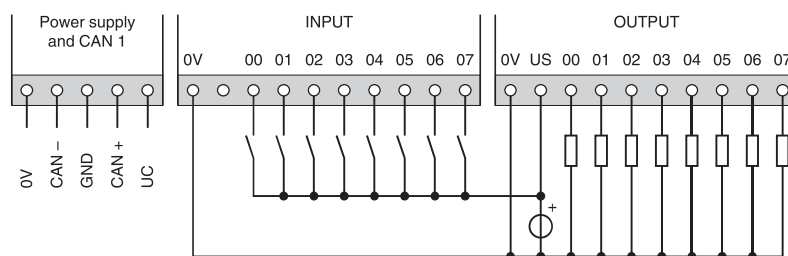 Power supply
and CAN 1
INPUT
OUTPUT
0V 00 01 02 03 04 05 06 07
0V US 00 01 02 03 04 05 06 07
0V
CAN –
GND
CAN +
UC
+